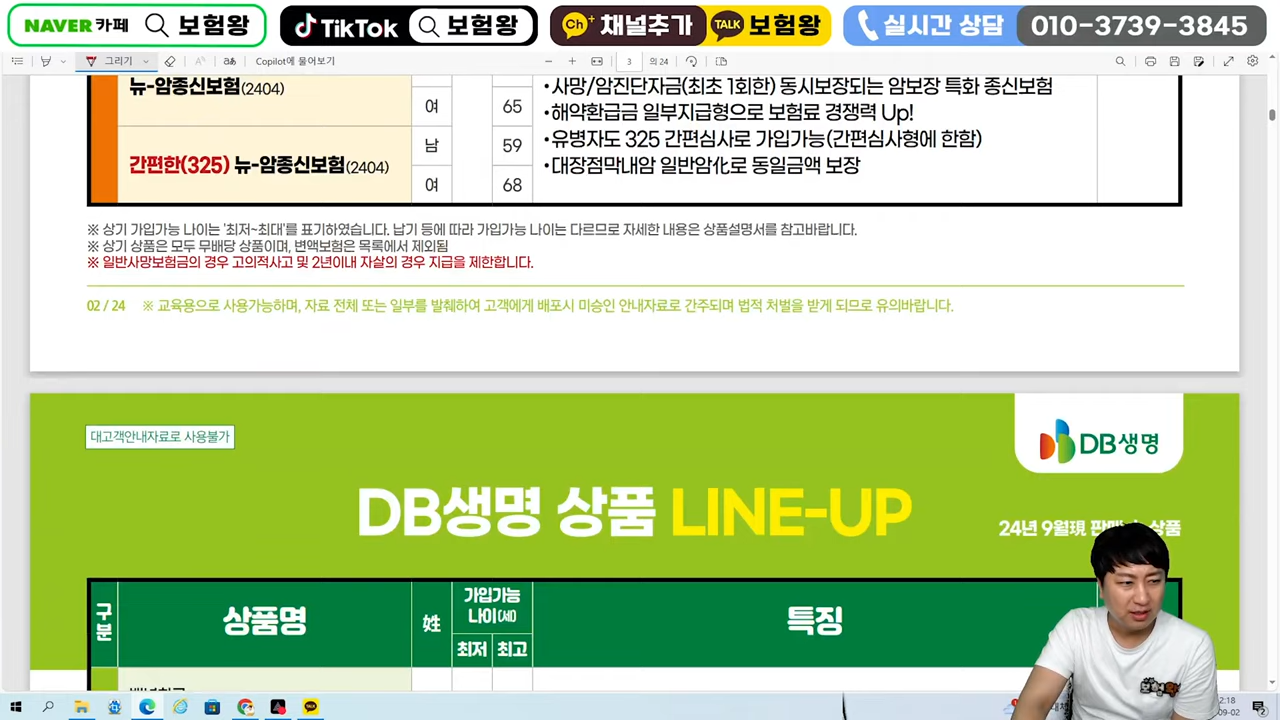 NAVER 카페 보험왕
TikTok 보험왕
Ch+ 채널추가 TALK 보험왕
실시간 상담 010-3739-3845
그리기 aあ Copilot에 물어보기
3 의 24
뉴-암종신보험(2404)
여 65
남 59
간편한(325) 뉴-암종신보험(2404)
여 68
•사망/암진단자금(최초 1회한) 동시보장되는 암보장 특화 종신보험
•해약환급금 일부지급형으로 보험료 경쟁력 Up!
•유병자도 325 간편심사로 가입가능(간편심사형에 한함)
•대장점막내암 일반암化로 동일금액 보장
※ 상기 가입가능 나이는 '최저~최대'를 표기하였습니다. 납기 등에 따라 가입가능 나이는 다르므로 자세한 내용은 상품설명서를 참고바랍니다.
※ 상기 상품은 모두 무배당 상품이며, 변액보험은 목록에서 제외됨
※ 일반사망보험금의 경우 고의적사고 및 2년이내 자살의 경우 지급을 제한합니다.
02 / 24 ※ 교육용으로 사용가능하며, 자료 전체 또는 일부를 발췌하여 고객에게 배포시 미승인 안내자료로 간주되며 법적 처벌을 받게 되므로 유의바랍니다.
대고객안내자료로 사용불가
DB생명
DB생명 상품 LINE-UP
24년 9월現 판매 상품
구분 상품명 姓 가입가능 나이(세) 특징
최저 최고
2:18
09-02